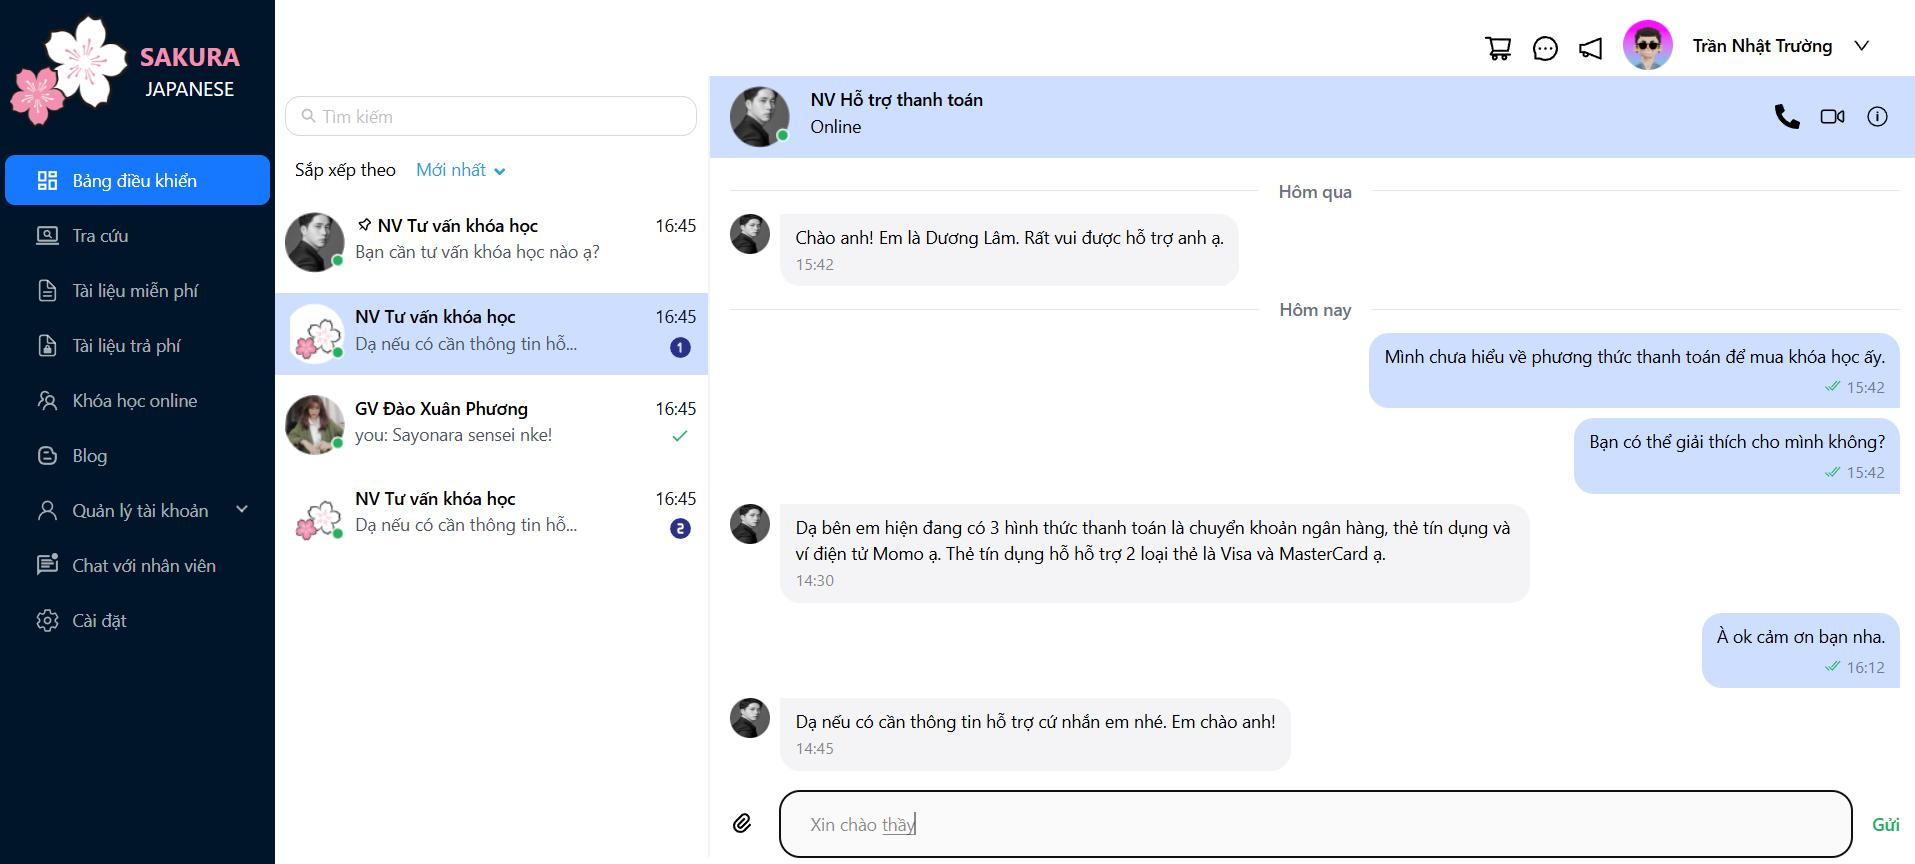 SAKURA
JAPANESE
Bảng điều khiển
Tra cứu
Tài liệu miễn phí
Tài liệu trả phí
Khóa học online
Blog
Quản lý tài khoản
Chat với nhân viên
Cài đặt
Tìm kiếm
Sắp xếp theo Mới nhất
NV Tư vấn khóa học 16:45
Bạn cần tư vấn khóa học nào ạ?
NV Tư vấn khóa học 16:45
Dạ nếu có cần thông tin hỗ... 1
GV Đào Xuân Phương 16:45
you: Sayonara sensei nke!
NV Tư vấn khóa học 16:45
Dạ nếu có cần thông tin hỗ... 2
Trần Nhật Trường
NV Hỗ trợ thanh toán
Online
Hôm qua
Chào anh! Em là Dương Lâm. Rất vui được hỗ trợ anh ạ.
15:42
Hôm nay
Mình chưa hiểu về phương thức thanh toán để mua khóa học ấy.
15:42
Bạn có thể giải thích cho mình không?
15:42
Dạ bên em hiện đang có 3 hình thức thanh toán là chuyển khoản ngân hàng, thẻ tín dụng và
ví điện tử Momo ạ. Thẻ tín dụng hỗ hỗ trợ 2 loại thẻ là Visa và MasterCard ạ.
14:30
À ok cảm ơn bạn nha.
16:12
Dạ nếu có cần thông tin hỗ trợ cứ nhắn em nhé. Em chào anh!
14:45
Xin chào thầy
Gửi